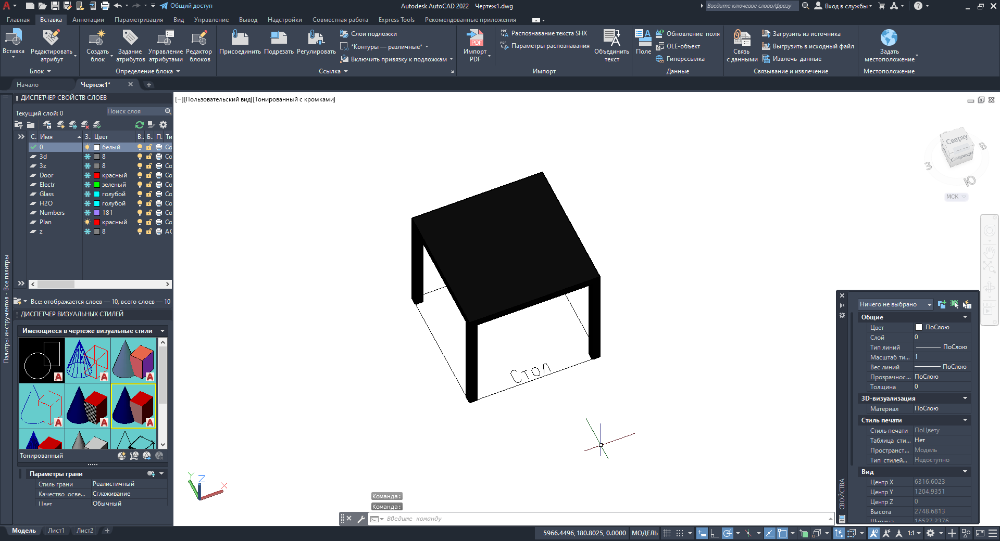 Общий доступ
Autodesk AutoCAD 2022 Чертеж1.dwg
Введите ключевое слово/фразу
Вход в службы
Главная Вставка Аннотации Параметризация Вид Управление Вывод Надстройки Совместная работа Express Tools Рекомендованные приложения
Вставка
Редактировать атрибут
Блок
Создать блок
Задание атрибутов
Управление атрибутами
Редактор блоков
Определение блока
Присоединить Подрезать Регулировать
Слои подложки
*Контуры — различные*
Включить привязку к подложкам
Ссылка
PDF
Импорт PDF
Распознавание текста SHX
Параметры распознавания
Объединить текст
Импорт
Поле
Обновление поля
OLE-объект
Гиперссылка
Данные
Связь с данными
Загрузить из источника
Выгрузить в исходный файл
Извлечь данные
Связывание и извлечение
Задать местоположение
Местоположение
Начало Чертеж1*
ДИСПЕТЧЕР СВОЙСТВ СЛОЕВ
Текущий слой: 0
Поиск слоя
С. Имя З.. Цвет В.. Б.. П. Ти
0 белый Co
3d 8 Co
3z 8 Co
Door красный Co
Electr зеленый Co
Glass голубой Co
H2O голубой Co
Numbers 181 Co
Plan красный Co
z 8 AC
Все: отображается слоев — 10, всего слоев — 10
Палитры инструментов - Все палитры
ДИСПЕТЧЕР ВИЗУАЛЬНЫХ СТИЛЕЙ
Имеющиеся в чертеже визуальные стили
Тонированный
Параметры грани
Стиль грани Реалистичный
Качество осве... Сглаживание
Цвет Обычный
[−][Пользовательский вид][Тонированный с кромками]
Сверху
Спереди
В
З
Ю
МСК
Стол
Y
Z
X
Команда:
Команда:
Введите команду
СВОЙСТВА
Ничего не выбрано
Общие
Цвет ПоСлою
Слой 0
Тип линий ПоСлою
Масштаб ти... 1
Вес линий ПоСлою
Прозрачнос... ПоСлою
Толщина 0
3D-визуализация
Материал ПоСлою
Стиль печати
Стиль печати ПоЦвету
Таблица сти... Нет
Пространст... Модель
Тип стилей... Недоступно
Вид
Центр X 6316.6023
Центр Y 1204.9351
Центр Z 0
Высота 2748.6813
Ширина 16527.2376
Модель Лист1 Лист2
5966.4496, 180.8025, 0.0000 МОДЕЛЬ 1:1